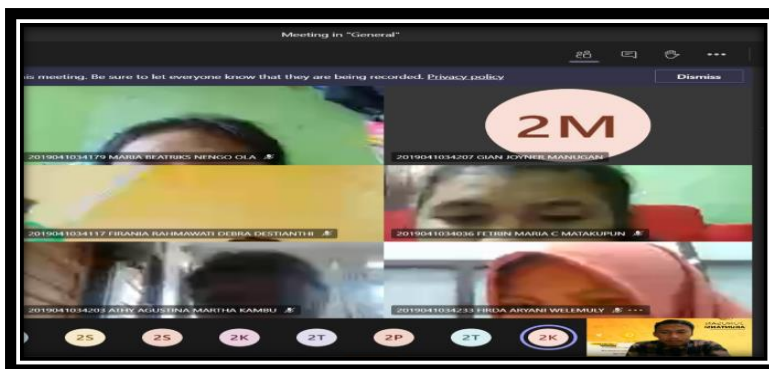 Meeting in "General"
is meeting. Be sure to let everyone know that they are being recorded. Privacy policy
Dismiss
2M
2019041034179 MARIA BEATRIKS NENGO OLA
2019041034207 GIAN JOYNER MANUGAN
2019041034117 FIRANIA RAHMAWATI DEBRA DESTIANTHI
2019041034036 FETRIN MARIA C MATAKUPUN
2019041034203 ATHY AGUSTINA MARTHA KAMBU
2019041034233 FIRDA ARYANI WELEMULY
2S
2S
2K
2T
2P
2T
2K